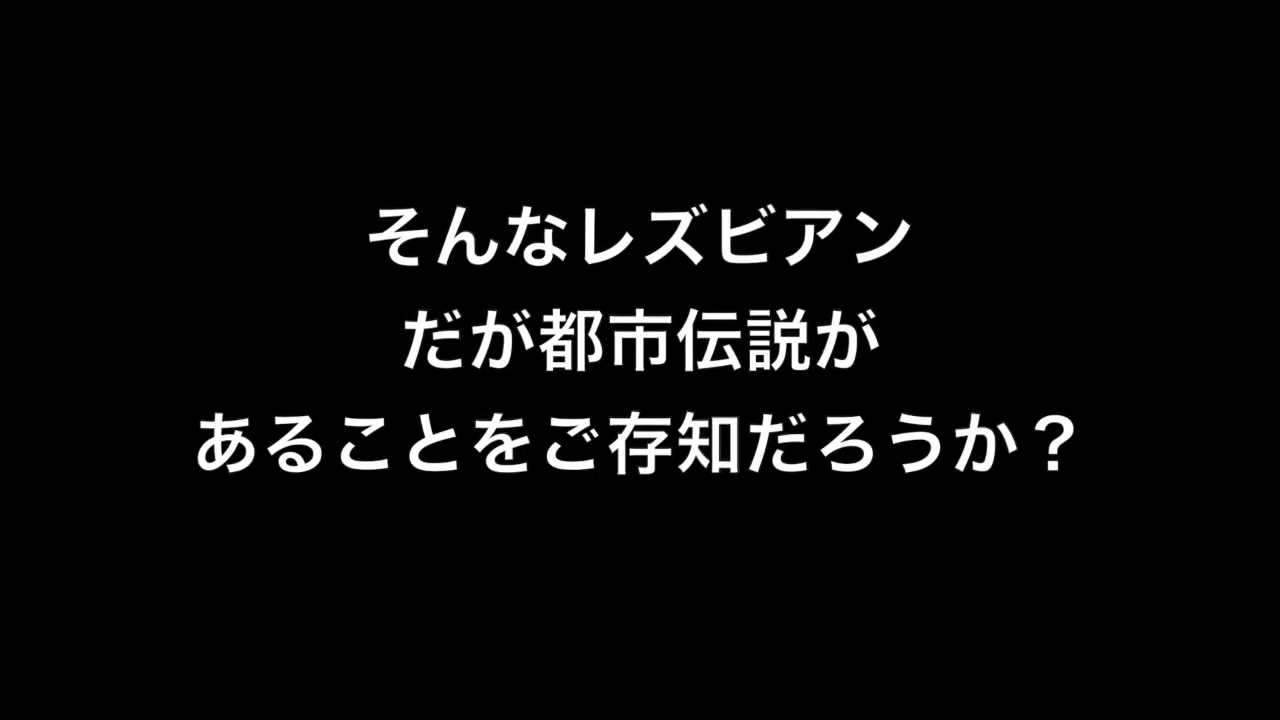 そんなレズビアン
だが都市伝説が
あることをご存知だろうか？